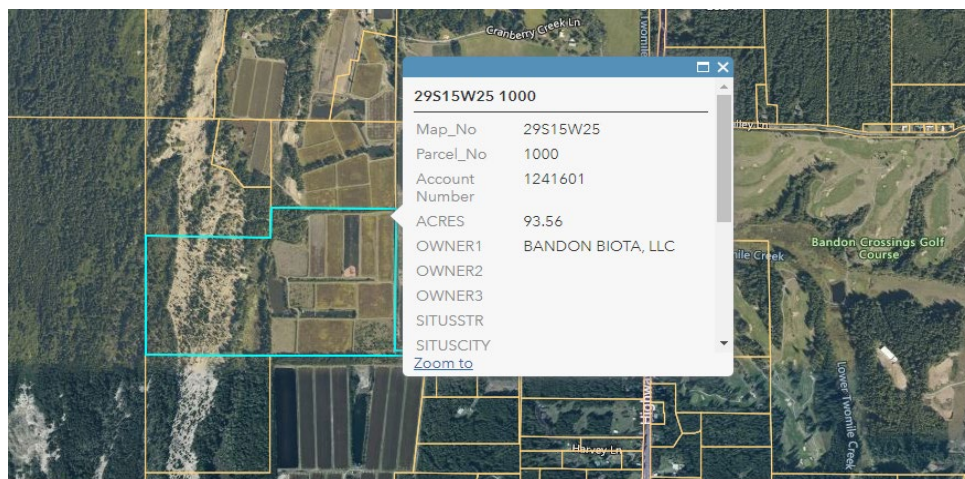 Cranberry Creek Ln
29S15W25 1000
Map_No 29S15W25
Parcel_No 1000
Account
Number 1241601
ACRES 93.56
OWNER1 BANDON BIOTA, LLC
OWNER2
OWNER3
SITUSSTR
SITUSCITY
Zoom to
Bandon Crossings Golf
Course
Creek
Lower Twomile Creek
Harvey Ln